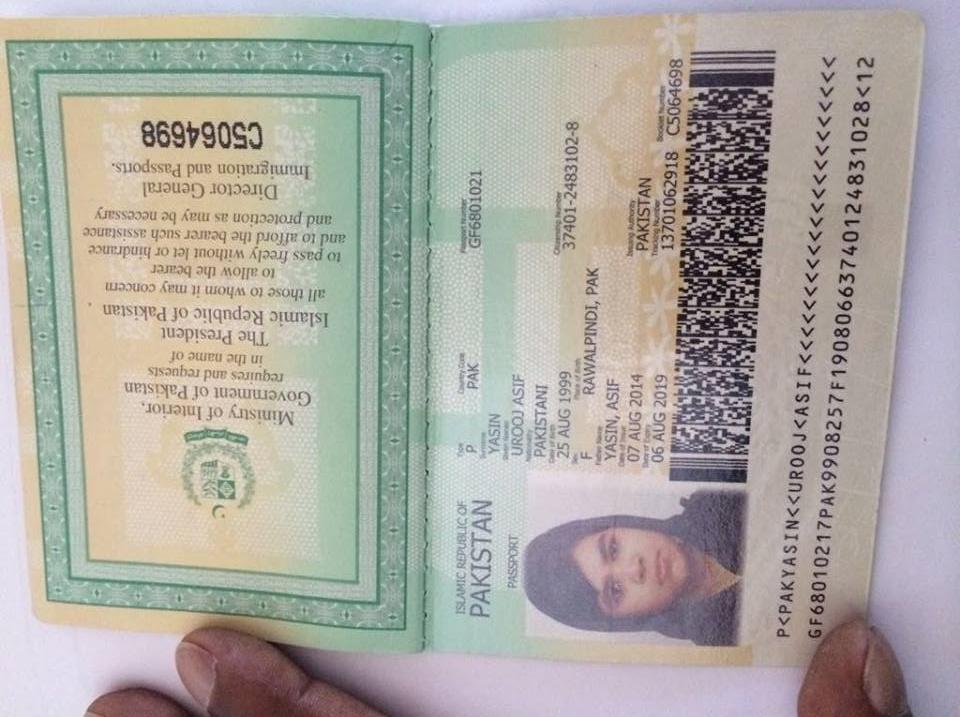 Ministry of Interior,
Government of Pakistan
requires and requests
in the name of
The President
Islamic Republic of Pakistan
all those to whom it may concern
to allow the bearer
to pass freely without let or hindrance
and to afford the bearer such assistance
and protection as may be necessary
Director General
Immigration and Passports.
C5064698
ISLAMIC REPUBLIC OF
PAKISTAN
PASSPORT
Type
P
Country Code
PAK
Passport Number
GF6801021
Surname
YASIN
Given Names
UROOJ ASIF
Nationality
PAKISTANI
Date of Birth
25 AUG 1999
Citizenship Number
37401-2483102-8
Sex
F
Place of Birth
RAWALPINDI, PAK
Father Name
YASIN, ASIF
Date of Issue
07 AUG 2014
Issuing Authority
PAKISTAN
Date of Expiry
06 AUG 2019
Tracking Number
13701062918
Booklet Number
C5064698
P<PAKYASIN<<UROOJ<ASIF<<<<<<<<<<<<<<<<<<<<<<
GF68010217PAK9908257F19080663740124831028<12